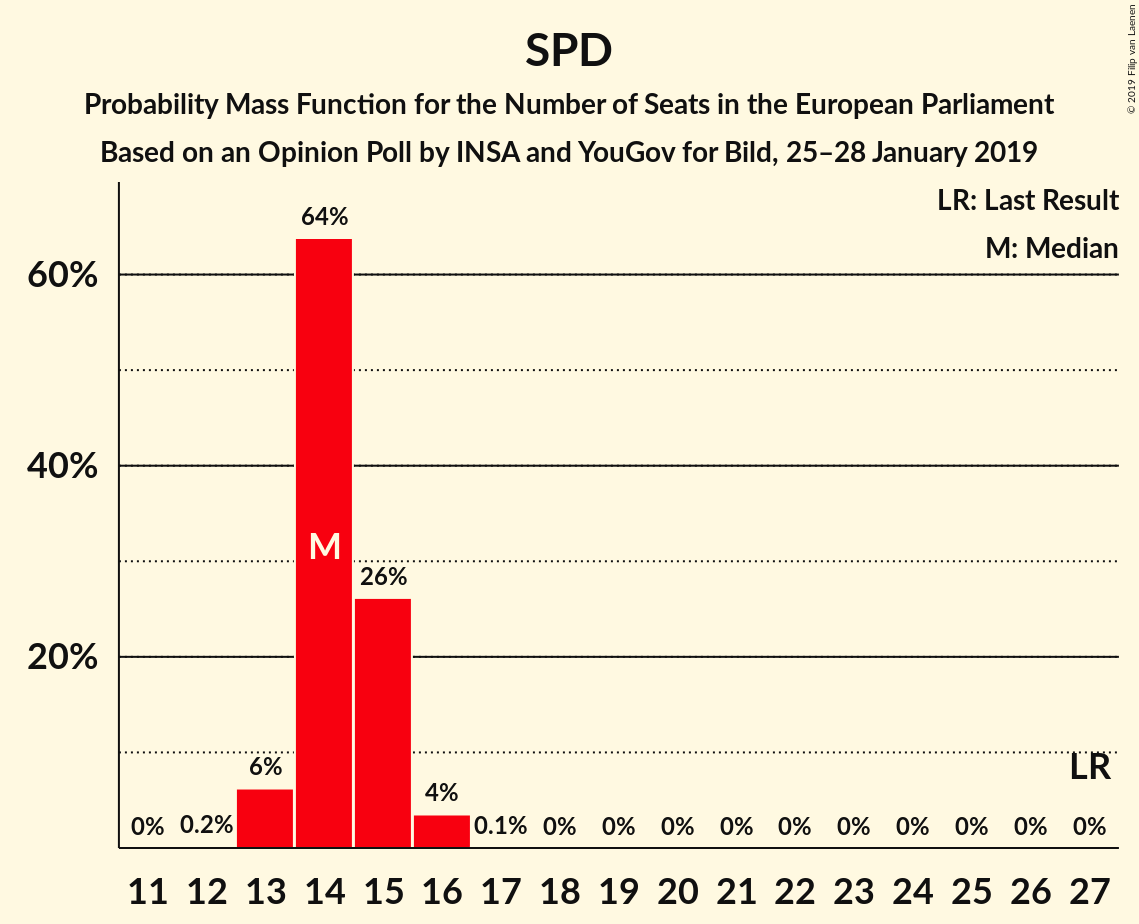 SPD
Probability Mass Function for the Number of Seats in the European Parliament
Based on an Opinion Poll by INSA and YouGov for Bild, 25–28 January 2019
© 2019 Filip van Laenen
LR: Last Result
M: Median
60%
40%
20%
0% 0.2% 6% 64% 26% 4% 0.1% 0% 0% 0% 0% 0% 0% 0% 0% 0% 0%
M
LR
11 12 13 14 15 16 17 18 19 20 21 22 23 24 25 26 27